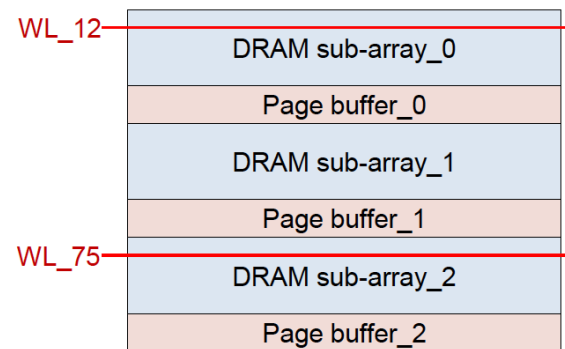 WL_12
DRAM sub-array_0
Page buffer_0
DRAM sub-array_1
Page buffer_1
WL_75
DRAM sub-array_2
Page buffer_2